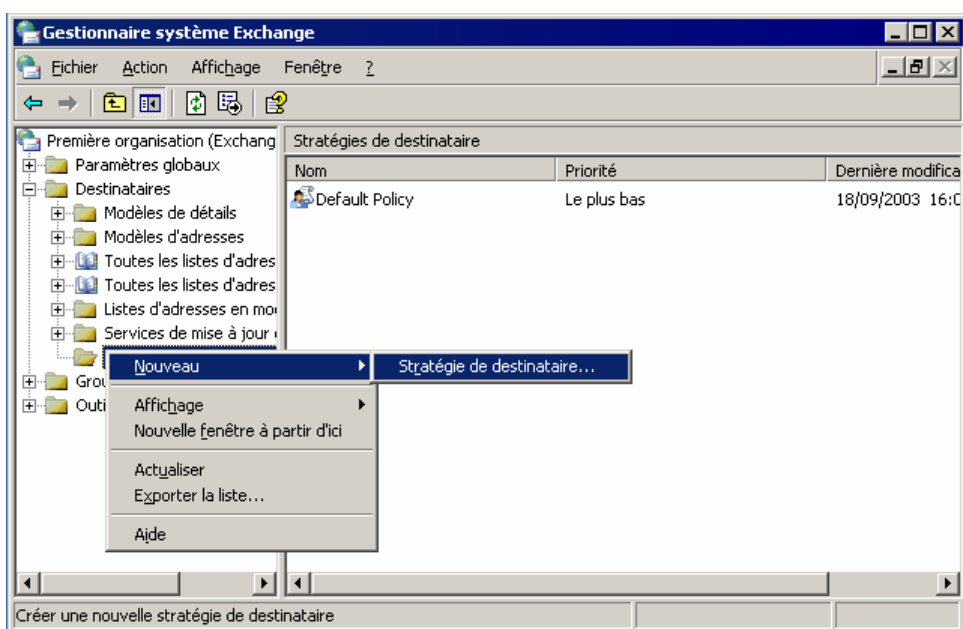 Gestionnaire système Exchange
Fichier Action Affichage Fenêtre ?
Première organisation (Exchang
Stratégies de destinataire
Paramètres globaux
Nom Priorité Dernière modifica
Destinataires
Default Policy Le plus bas 18/09/2003 16:0
Modèles de détails
Modèles d'adresses
Toutes les listes d'adres
Toutes les listes d'adres
Listes d'adresses en mo
Services de mise à jour
Grou
Outi
Nouveau
Stratégie de destinataire...
Affichage
Nouvelle fenêtre à partir d'ici
Actualiser
Exporter la liste...
Aide
Créer une nouvelle stratégie de destinataire